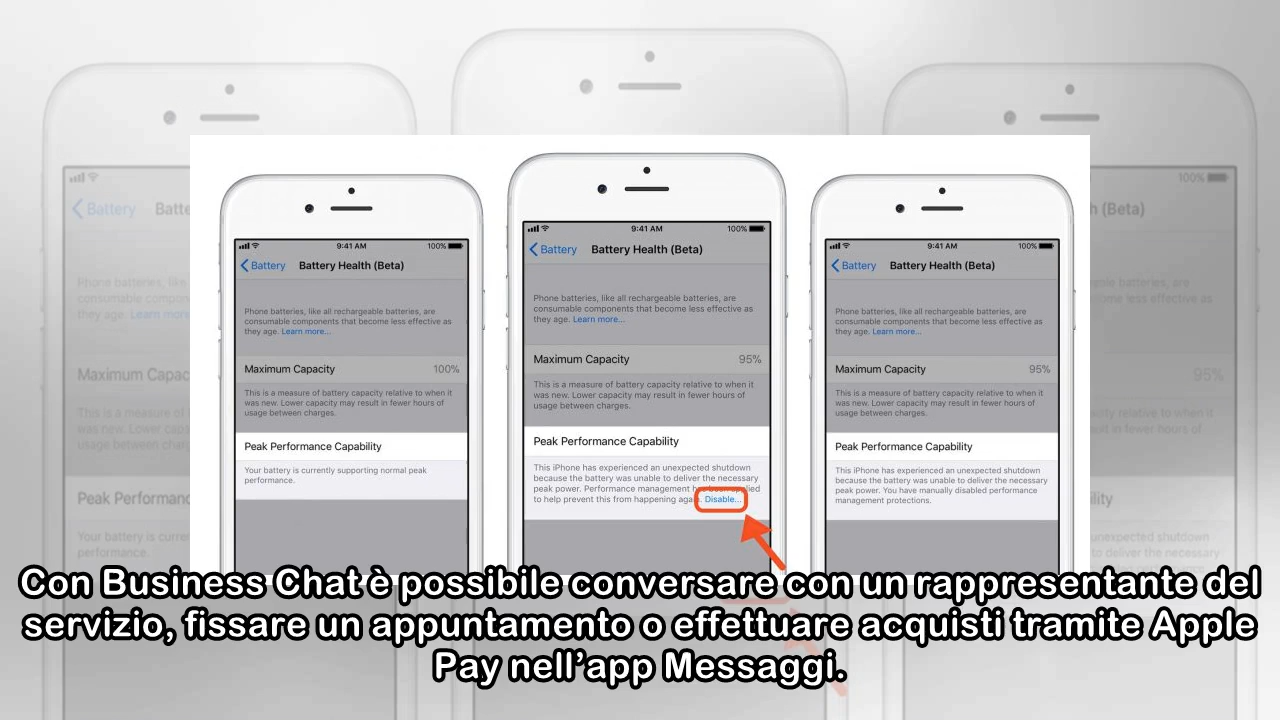 9:41 AM
100%
Battery
Battery Health (Beta)
Phone batteries, like all rechargeable batteries, are
consumable components that become less effective as
they age. Learn more...
Maximum Capacity
100%
This is a measure of battery capacity relative to when it
was new. Lower capacity may result in fewer hours of
usage between charges.
Peak Performance Capability
Your battery is currently supporting normal peak
performance.
9:41 AM
100%
Battery
Battery Health (Beta)
Phone batteries, like all rechargeable batteries, are
consumable components that become less effective as
they age. Learn more...
Maximum Capacity
95%
This is a measure of battery capacity relative to when it
was new. Lower capacity may result in fewer hours of
usage between charges.
Peak Performance Capability
This iPhone has experienced an unexpected shutdown
because the battery was unable to deliver the necessary
peak power. Performance management has been applied
to help prevent this from happening again. Disable...
9:41 AM
100%
Battery
Battery Health (Beta)
Phone batteries, like all rechargeable batteries, are
consumable components that become less effective as
they age. Learn more...
Maximum Capacity
95%
This is a measure of battery capacity relative to when it
was new. Lower capacity may result in fewer hours of
usage between charges.
Peak Performance Capability
This iPhone has experienced an unexpected shutdown
because the battery was unable to deliver the necessary
peak power. You have manually disabled performance
management protections.
Con Business Chat è possibile conversare con un rappresentante del
servizio, fissare un appuntamento o effettuare acquisti tramite Apple
Pay nell’app Messaggi.